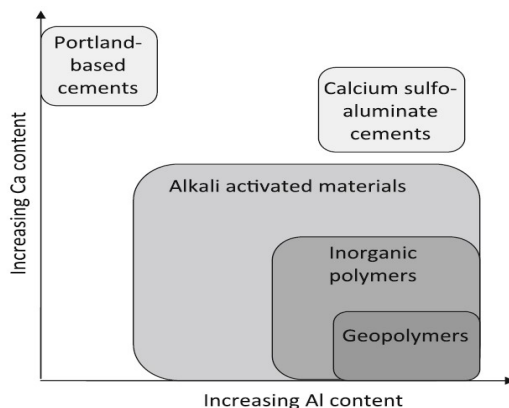 Portland-
based
cements
Calcium sulfo-
aluminate
cements
Alkali activated materials
Inorganic
polymers
Geopolymers
Increasing Ca content
Increasing Al content